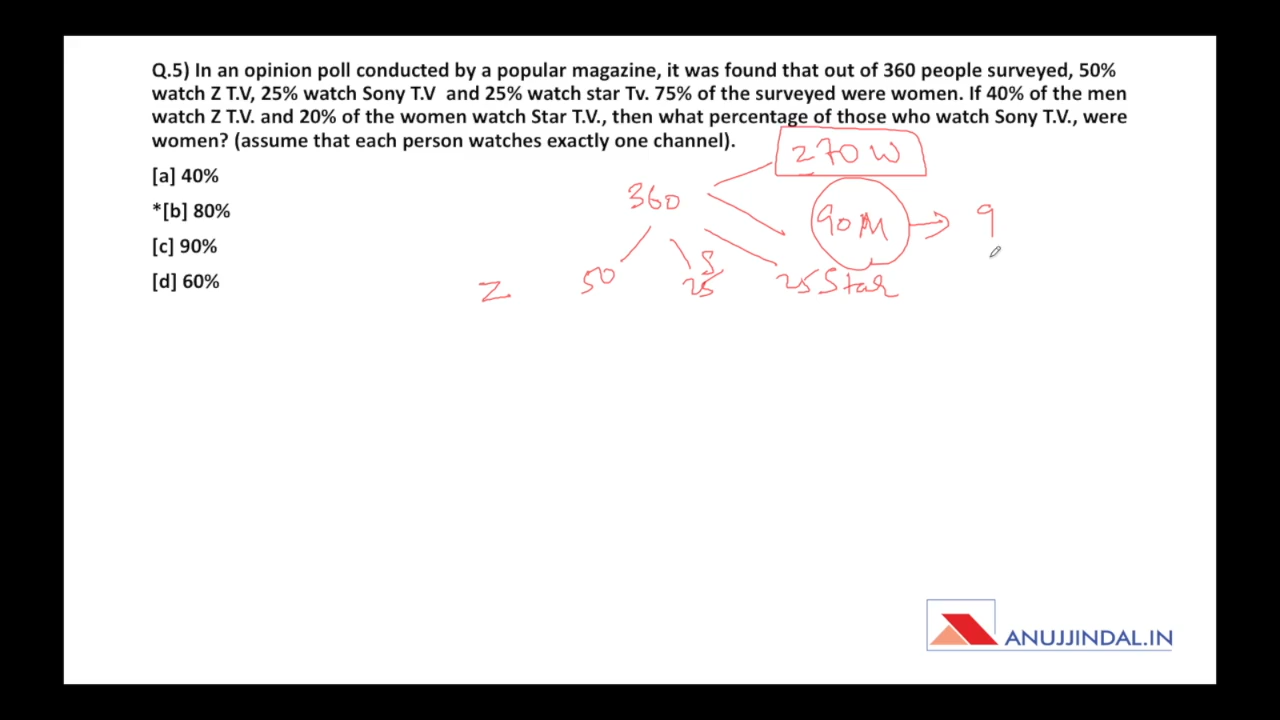 Q.5) In an opinion poll conducted by a popular magazine, it was found that out of 360 people surveyed, 50%
watch Z T.V, 25% watch Sony T.V and 25% watch star Tv. 75% of the surveyed were women. If 40% of the men
watch Z T.V. and 20% of the women watch Star T.V., then what percentage of those who watch Sony T.V., were
women? (assume that each person watches exactly one channel).
270 W
[a] 40%
360
*[b] 80%
90 M
9
[c] 90%
S
[d] 60%
Z
50
25
25 Star
ANUJJINDAL.IN